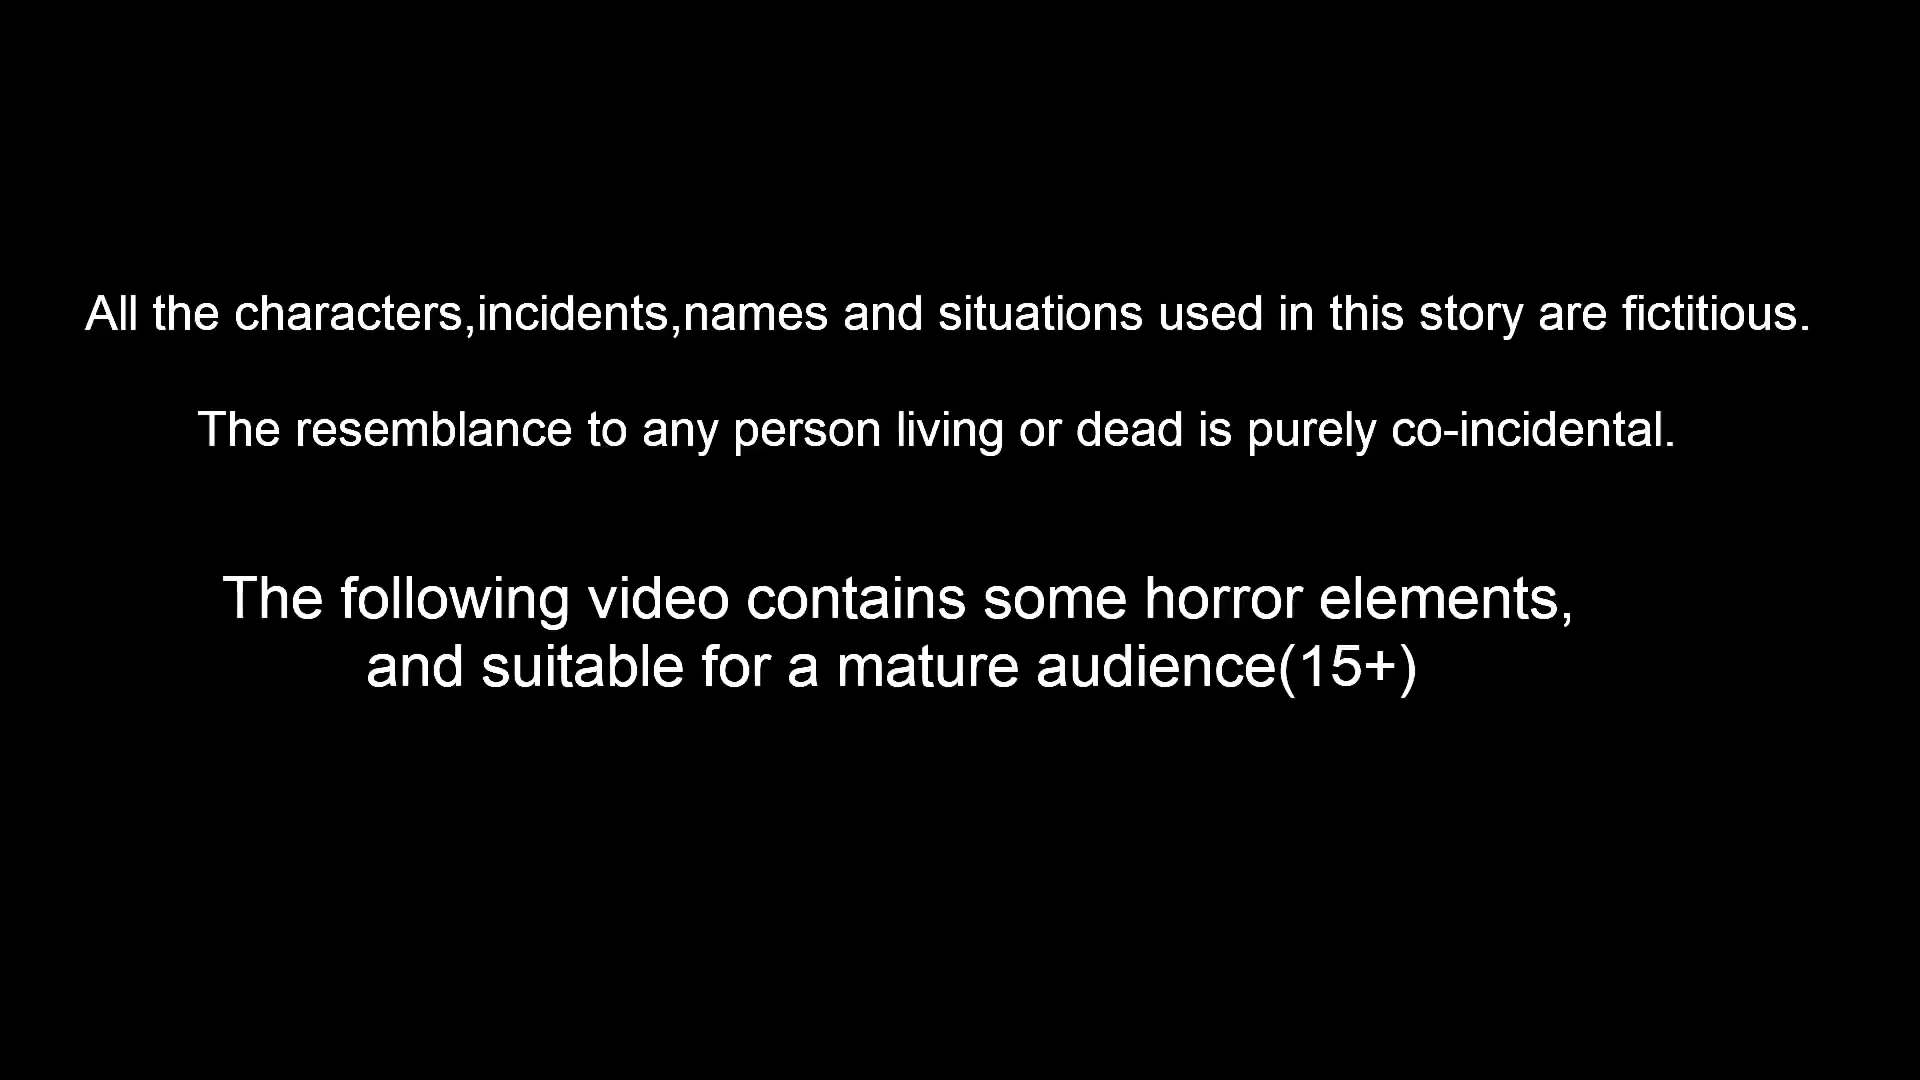 All the characters,incidents,names and situations used in this story are fictitious.
The resemblance to any person living or dead is purely co-incidental.
The following video contains some horror elements,
and suitable for a mature audience(15+)